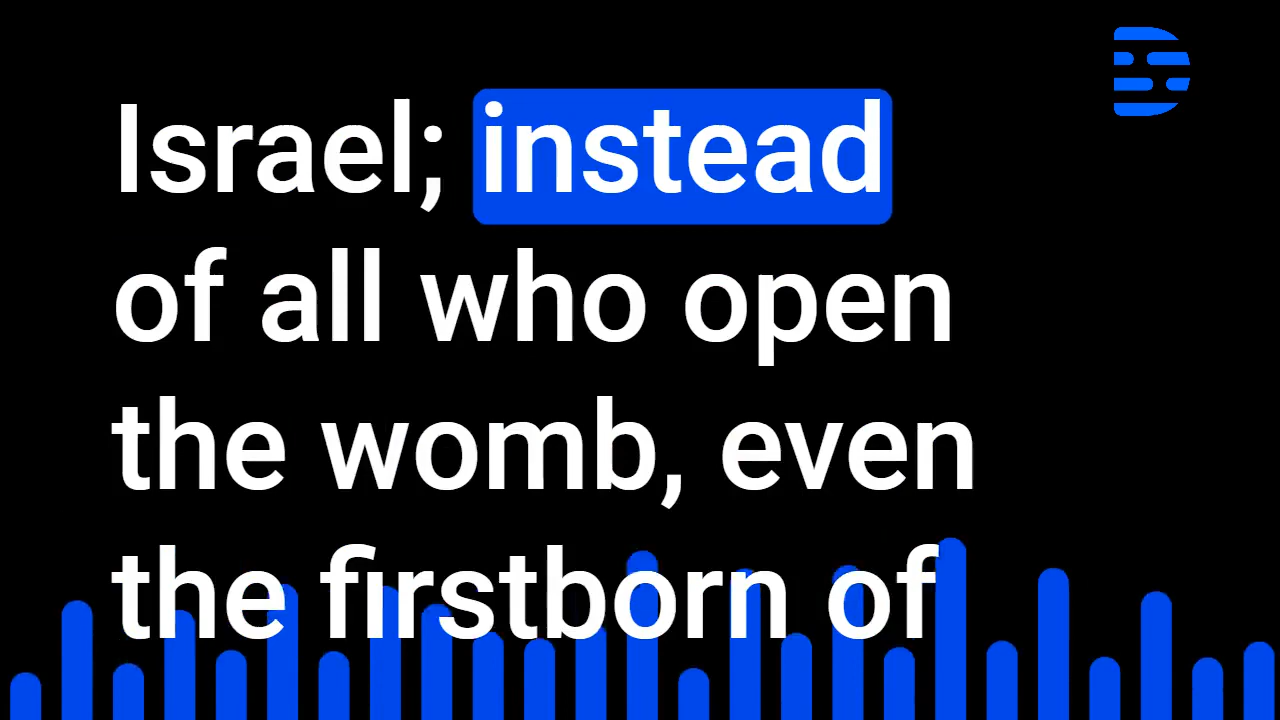 Israel; instead
of all who open
the womb, even
the firstborn of